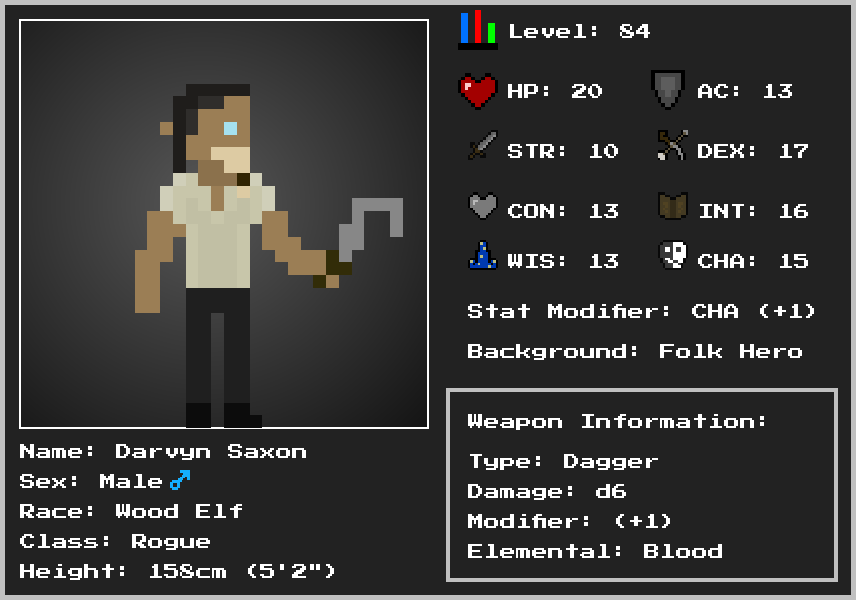 Level: 84
HP: 20
AC: 13
STR: 10
DEX: 17
CON: 13
INT: 16
WIS: 13
CHA: 15
Stat Modifier: CHA (+1)
Background: Folk Hero
Weapon Information:
Type: Dagger
Damage: d6
Modifier: (+1)
Elemental: Blood
Name: Darvyn Saxon
Sex: Male♂
Race: Wood Elf
Class: Rogue
Height: 158cm (5'2")